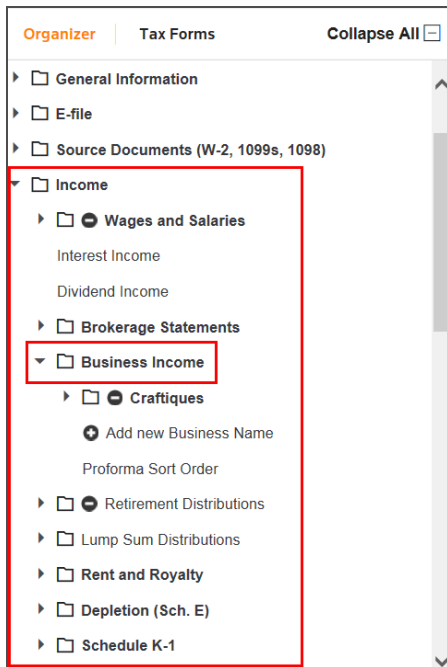 Organizer Tax Forms Collapse All
General Information
E-file
Source Documents (W-2, 1099s, 1098)
Income
Wages and Salaries
Interest Income
Dividend Income
Brokerage Statements
Business Income
Craftiques
Add new Business Name
Proforma Sort Order
Retirement Distributions
Lump Sum Distributions
Rent and Royalty
Depletion (Sch. E)
Schedule K-1